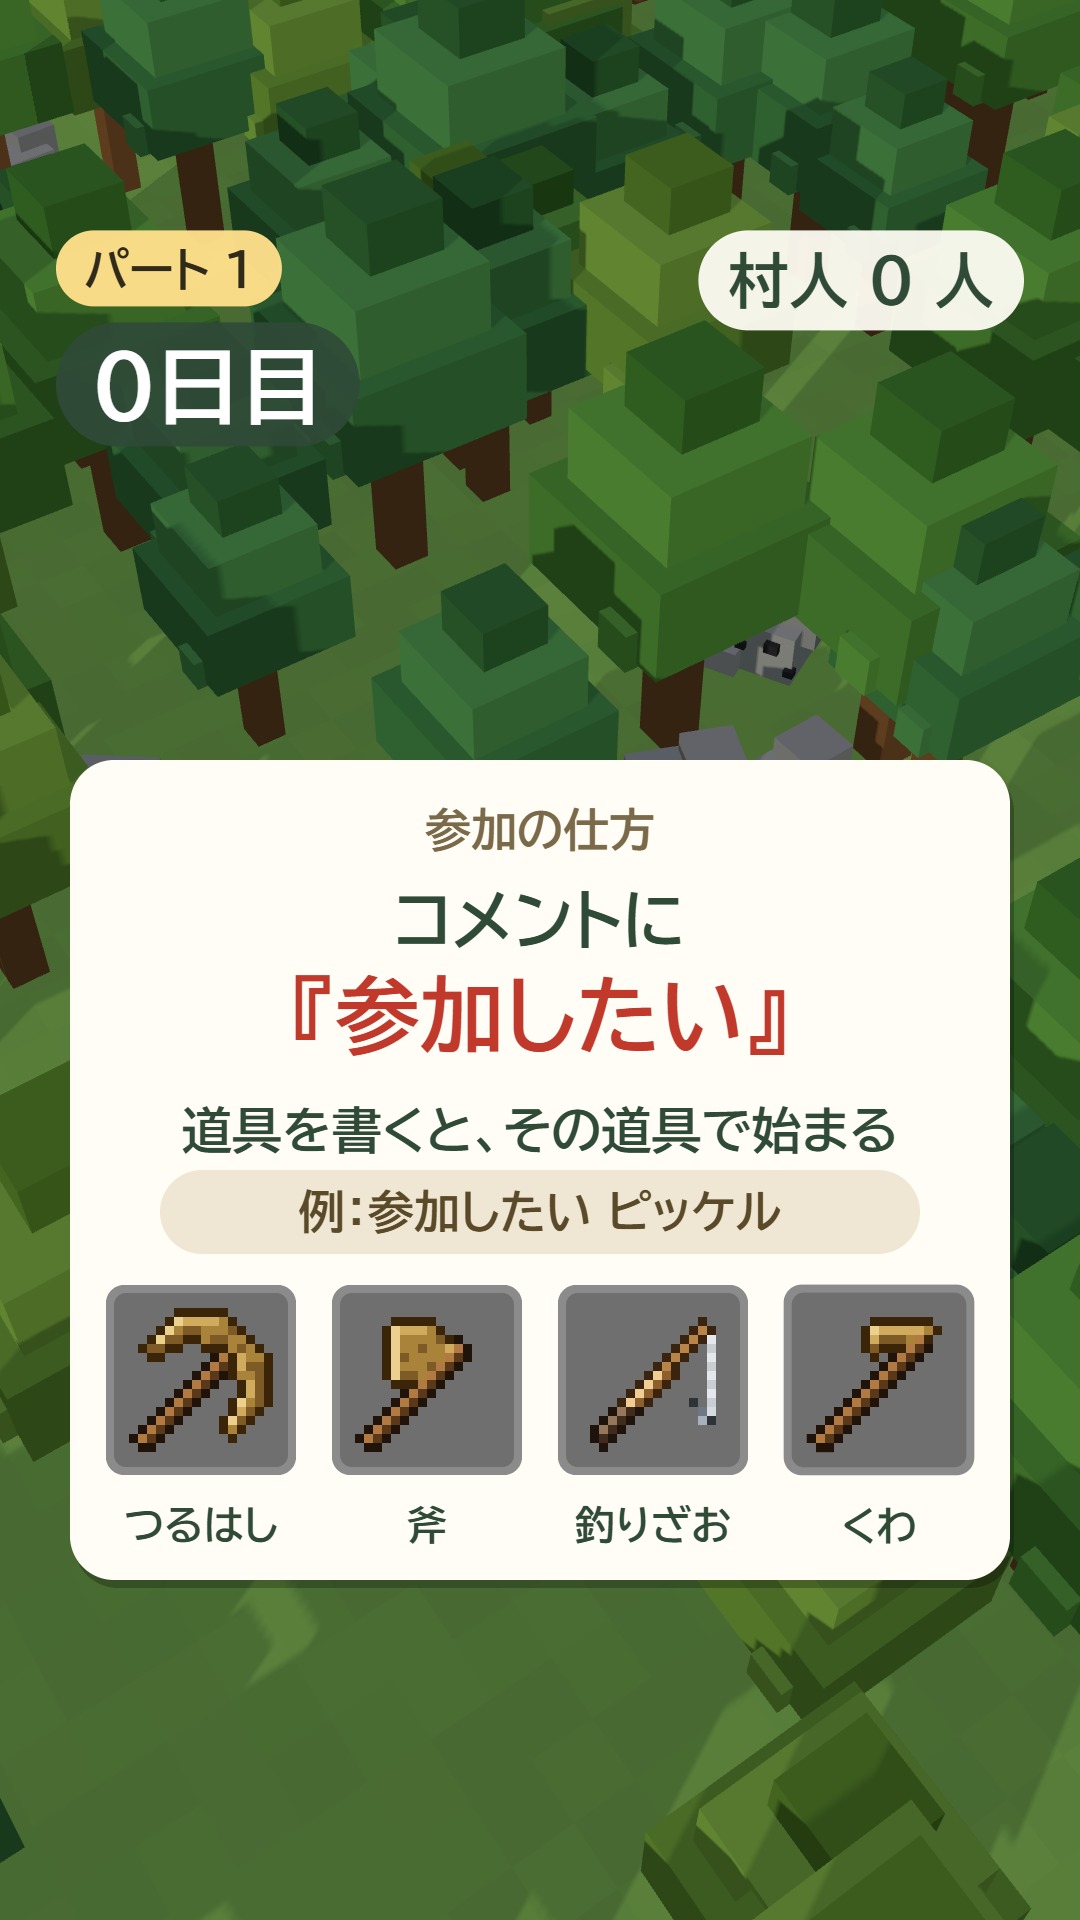 パート 1
村人 0 人
0日目
参加の仕方
コメントに
『参加したい』
道具を書くと、その道具で始まる
例：参加したい ピッケル
つるはし
斧
釣りざお
くわ